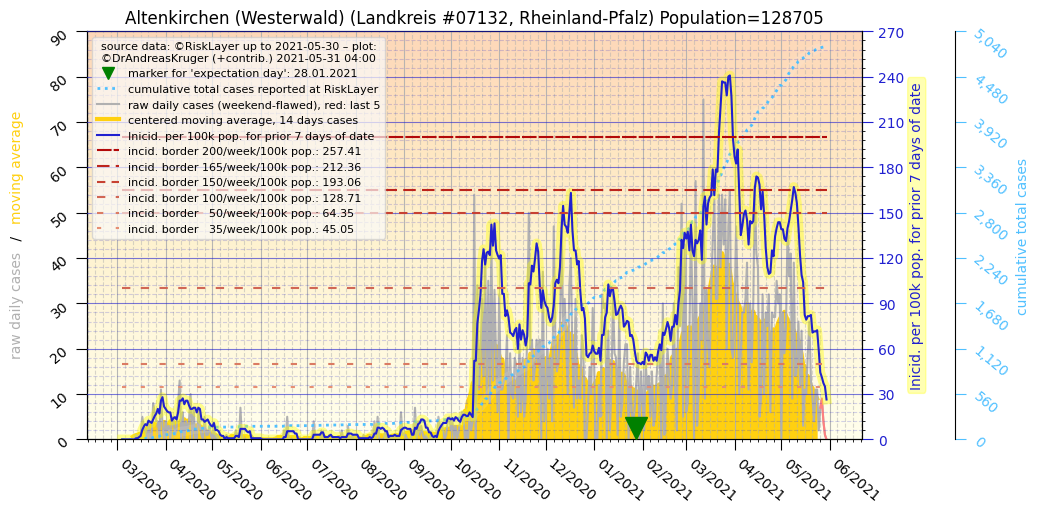 Altenkirchen (Westerwald) (Landkreis #07132, Rheinland-Pfalz) Population=128705
source data: ©RiskLayer up to 2021-05-30 – plot:
©DrAndreasKruger (+contrib.) 2021-05-31 04:00
marker for 'expectation day': 28.01.2021
cumulative total cases reported at RiskLayer
raw daily cases (weekend-flawed), red: last 5
centered moving average, 14 days cases
Inicid. per 100k pop. for prior 7 days of date
incid. border 200/week/100k pop.: 257.41
incid. border 165/week/100k pop.: 212.36
incid. border 150/week/100k pop.: 193.06
incid. border 100/week/100k pop.: 128.71
incid. border 50/week/100k pop.: 64.35
incid. border 35/week/100k pop.: 45.05
raw daily cases / moving average
90
80
70
60
50
40
30
20
10
0
270
240
210
180
150
120
90
60
30
0
Inicid. per 100k pop. for prior 7 days of date
5,040
4,480
3,920
3,360
2,800
2,240
1,680
1,120
560
0
cumulative total cases
03/2020
04/2020
05/2020
06/2020
07/2020
08/2020
09/2020
10/2020
11/2020
12/2020
01/2021
02/2021
03/2021
04/2021
05/2021
06/2021